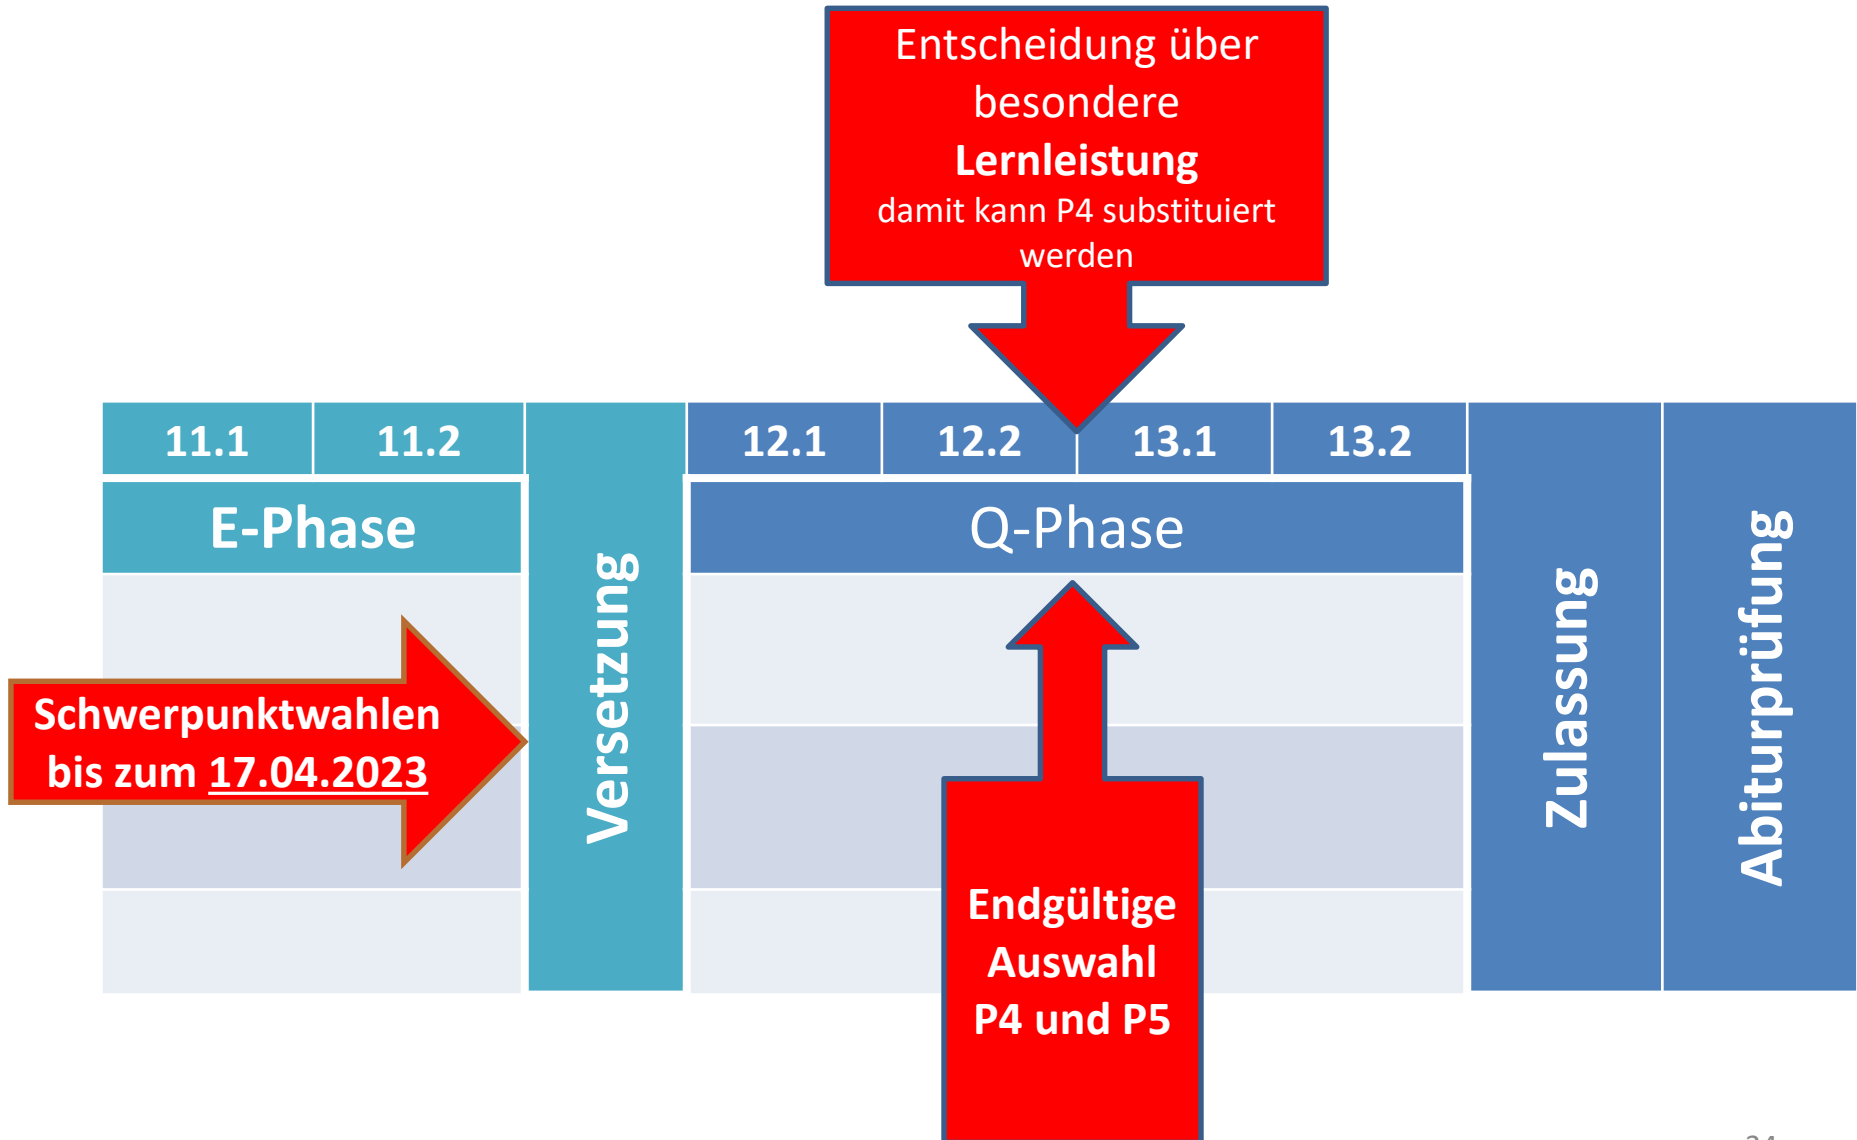 Entscheidung über
besondere
Lernleistung
damit kann P4 substituiert
werden
11.1 11.2 12.1 12.2 13.1 13.2
E-Phase Q-Phase
Versetzung
Zulassung
Abiturprüfung
Schwerpunktwahlen
bis zum 17.04.2023
Endgültige
Auswahl
P4 und P5